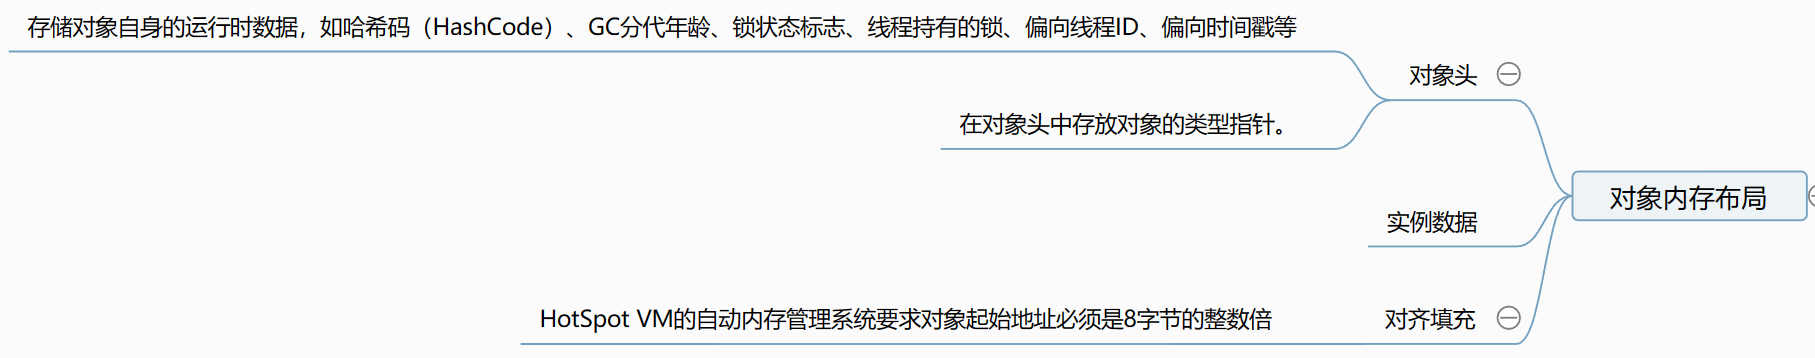 存储对象自身的运行时数据，如哈希码（HashCode）、GC分代年龄、锁状态标志、线程持有的锁、偏向线程ID、偏向时间戳等
对象头
在对象头中存放对象的类型指针。
对象内存布局
实例数据
HotSpot VM的自动内存管理系统要求对象起始地址必须是8字节的整数倍
对齐填充